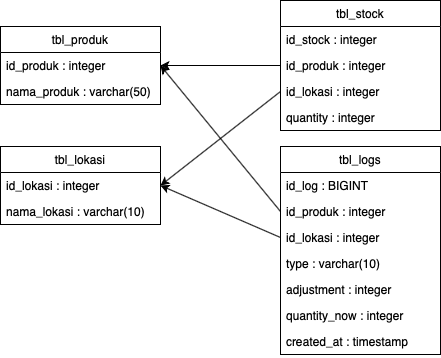 tbl_produk
id_produk : integer
nama_produk : varchar(50)
tbl_lokasi
id_lokasi : integer
nama_lokasi : varchar(10)
tbl_stock
id_stock : integer
id_produk : integer
id_lokasi : integer
quantity : integer
tbl_logs
id_log : BIGINT
id_produk : integer
id_lokasi : integer
type : varchar(10)
adjustment : integer
quantity_now : integer
created_at : timestamp